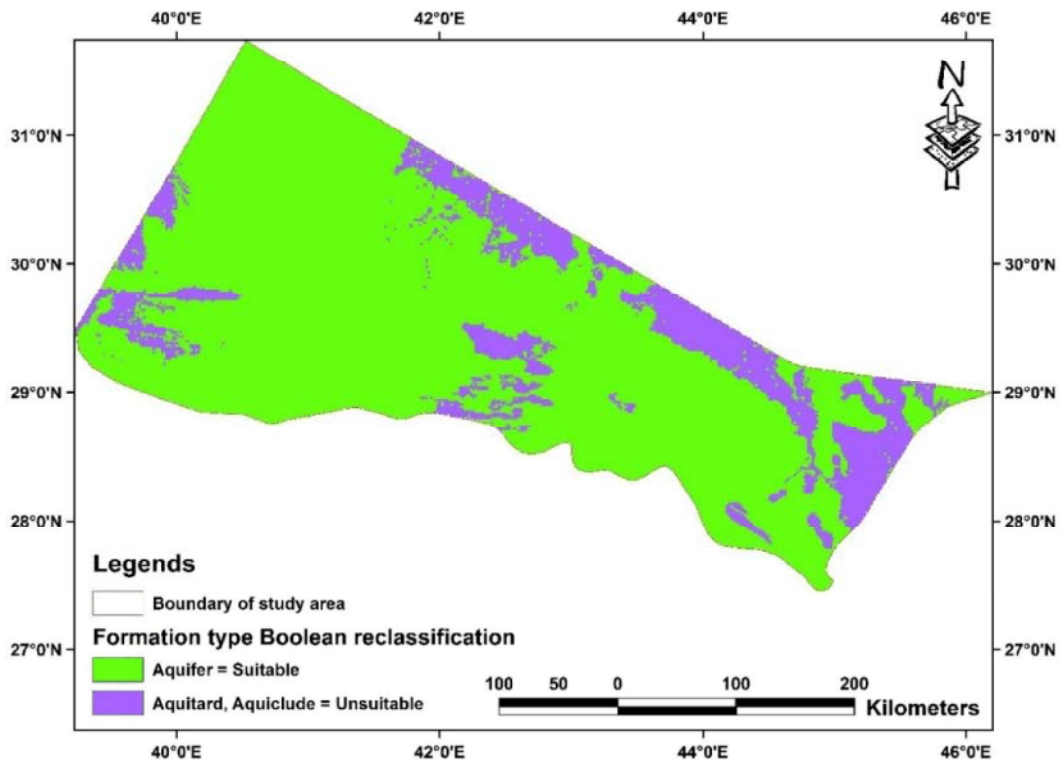 40°0'E 42°0'E 44°0'E 46°0'E
N
31°0'N 31°0'N
30°0'N 30°0'N
29°0'N 29°0'N
28°0'N 28°0'N
27°0'N 27°0'N
Legends
Boundary of study area
Formation type Boolean reclassification
Aquifer = Suitable
Aquitard, Aquiclude = Unsuitable
100 50 0 100 200
Kilometers
40°0'E 42°0'E 44°0'E 46°0'E